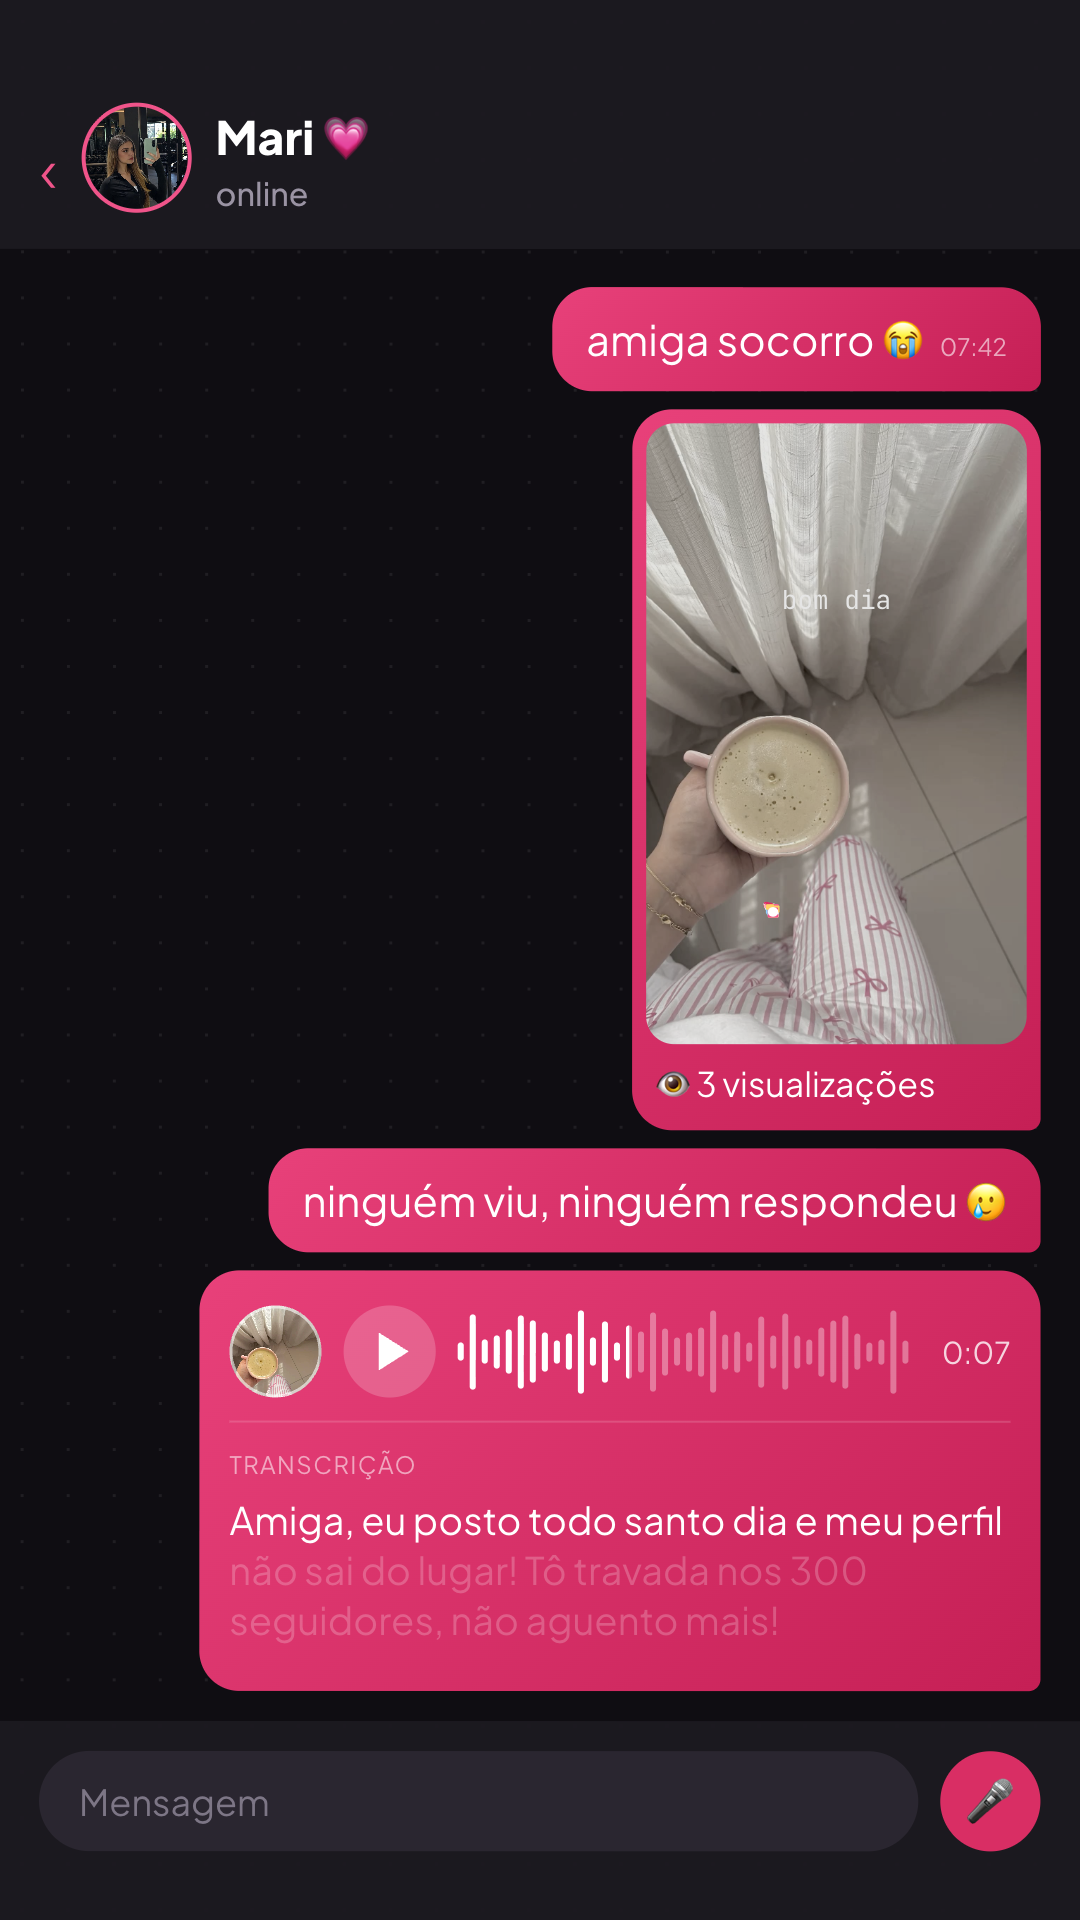 Mari 💗
online
amiga socorro 😭 07:42
bom dia
👁️ 3 visualizações
ninguém viu, ninguém respondeu 🥲
0:07
TRANSCRIÇÃO
Amiga, eu posto todo santo dia e meu perfil
não sai do lugar! Tô travada nos 300
seguidores, não aguento mais!
Mensagem